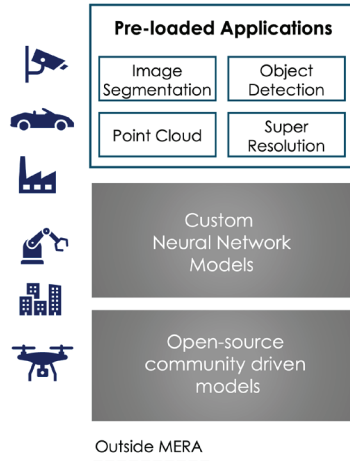 Pre-loaded Applications
Image
Segmentation
Object
Detection
Point Cloud
Super
Resolution
Custom
Neural Network
Models
Open-source
community driven
models
Outside MERA